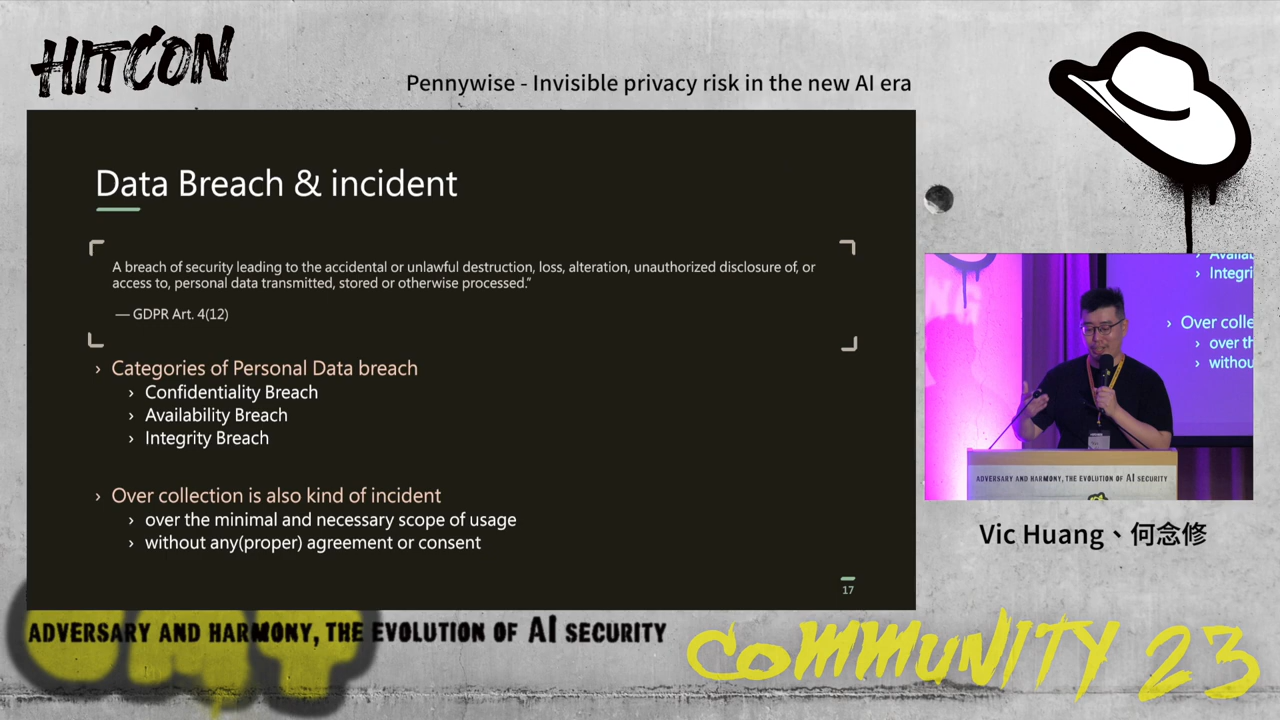 HITCON
Pennywise - Invisible privacy risk in the new AI era
Data Breach & incident
A breach of security leading to the accidental or unlawful destruction, loss, alteration, unauthorized disclosure of, or
access to, personal data transmitted, stored or otherwise processed.”
— GDPR Art. 4(12)
› Categories of Personal Data breach
› Confidentiality Breach
› Availability Breach
› Integrity Breach
› Over collection is also kind of incident
› over the minimal and necessary scope of usage
› without any(proper) agreement or consent
17
› Availab
› Integri
› Over colle
› over th
› withou
ADVERSARY AND HARMONY, THE EVOLUTION OF AI SECURITY
Vic Huang、何念修
ADVERSARY AND HARMONY, THE EVOLUTION OF AI SECURITY
COMMUNITY 23